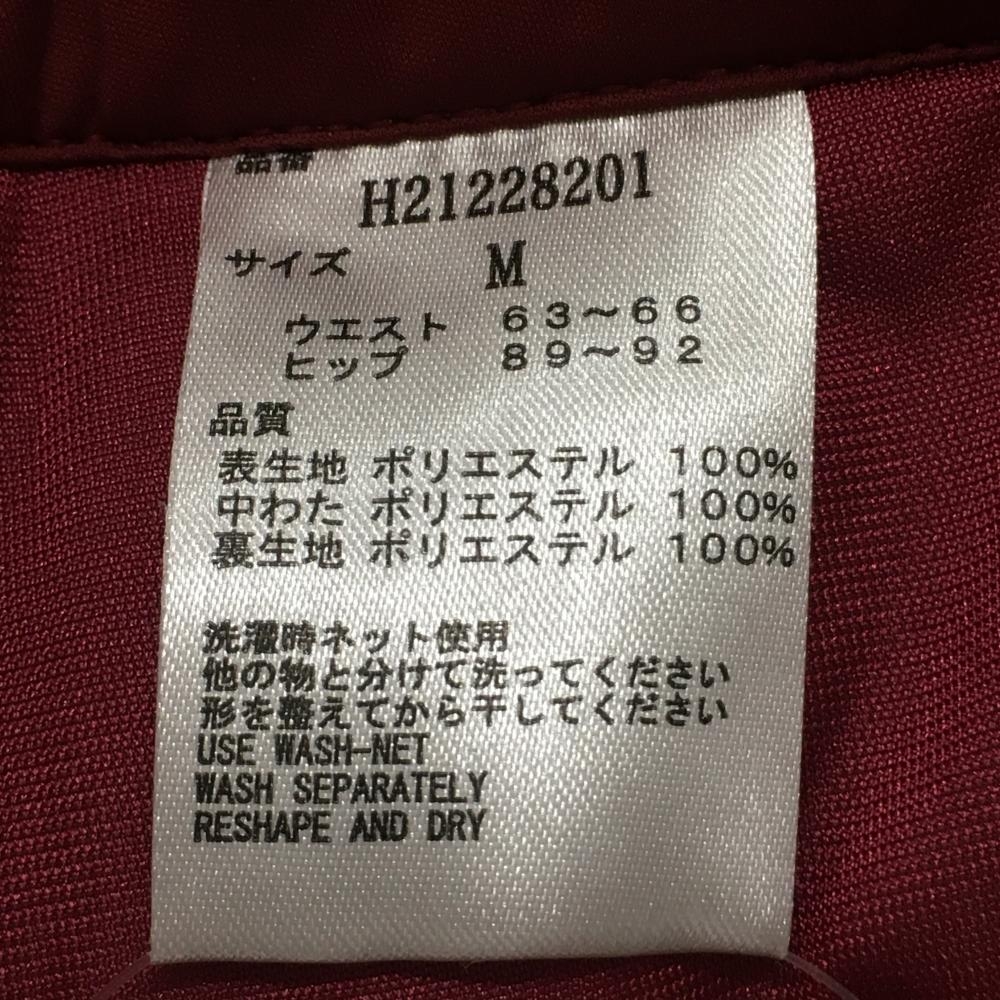 品番
H21228201
サイズ M
ウエスト 63～66
ヒップ 89～92
品質
表生地 ポリエステル 100%
中わた ポリエステル 100%
裏生地 ポリエステル 100%
洗濯時ネット使用
他の物と分けて洗ってください
形を整えてから干してください
USE WASH-NET
WASH SEPARATELY
RESHAPE AND DRY